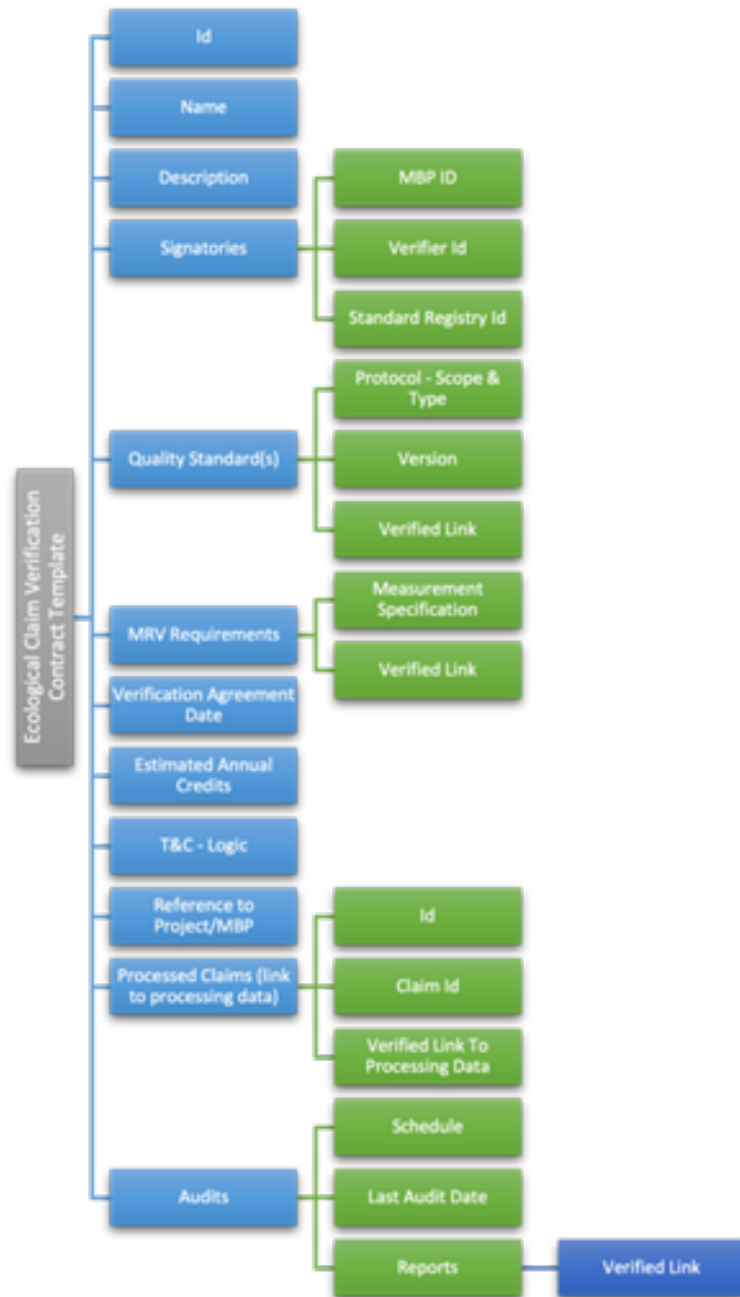 Ecological Claim Verification
Contract Template
Id
Name
Description
Signatories
MBP ID
Verifier Id
Standard Registry Id
Quality Standard(s)
Protocol - Scope &
Type
Version
Verified Link
MRV Requirements
Measurement
Specification
Verified Link
Verification Agreement
Date
Estimated Annual
Credits
T&C - Logic
Reference to
Project/MBP
Processed Claims (link
to processing data)
Id
Claim Id
Verified Link To
Processing Data
Audits
Schedule
Last Audit Date
Reports
Verified Link